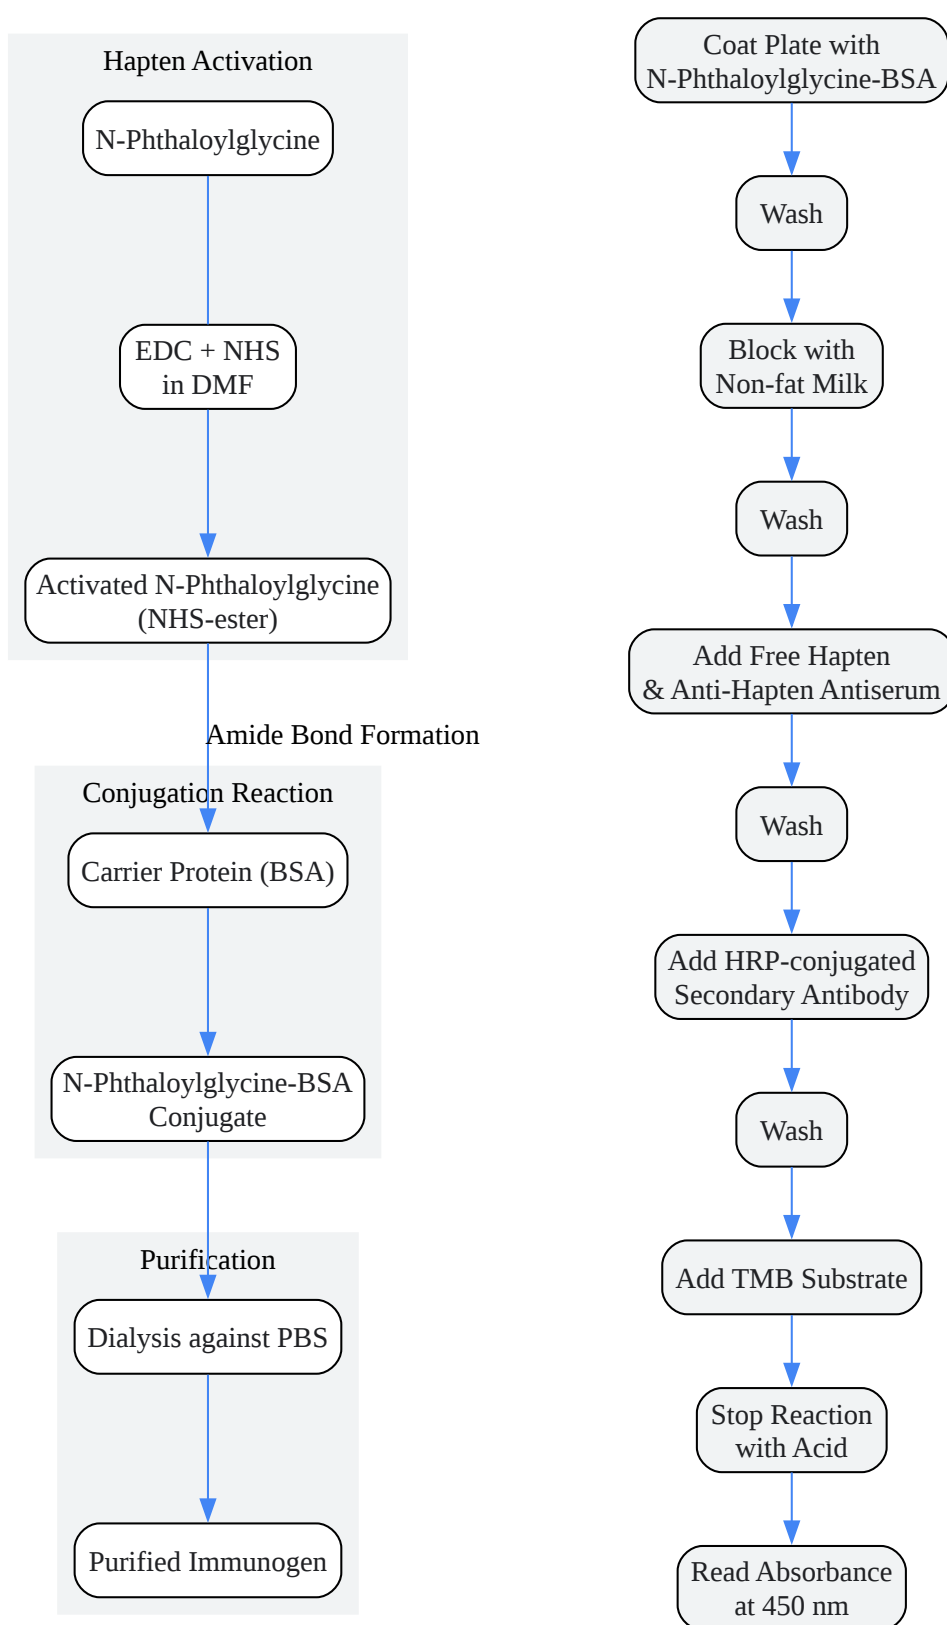 Hapten Activation
N-Phthaloylglycine
EDC + NHS
in DMF
Activated N-Phthaloylglycine
(NHS-ester)
Amide Bond Formation
Conjugation Reaction
Carrier Protein (BSA)
N-Phthaloylglycine-BSA
Conjugate
Purification
Dialysis against PBS
Purified Immunogen
Coat Plate with
N-Phthaloylglycine-BSA
Wash
Block with
Non-fat Milk
Wash
Add Free Hapten
& Anti-Hapten Antiserum
Wash
Add HRP-conjugated
Secondary Antibody
Wash
Add TMB Substrate
Stop Reaction
with Acid
Read Absorbance
at 450 nm